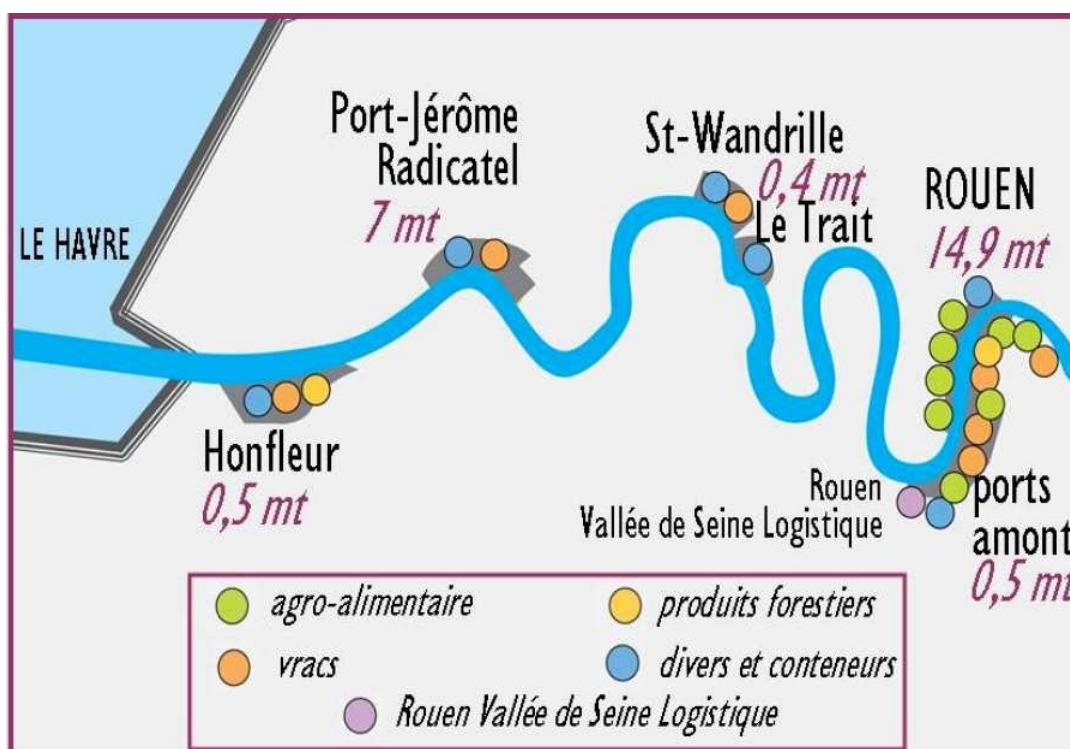 Port-Jérôme
Radicatel
7 mt
St-Wandrille
0,4 mt
Le Trait
ROUEN
14,9 mt
LE HAVRE
Honfleur
0,5 mt
Rouen
Vallée de Seine Logistique
ports
amont
0,5 mt
agro-alimentaire
produits forestiers
vracs
divers et conteneurs
Rouen Vallée de Seine Logistique